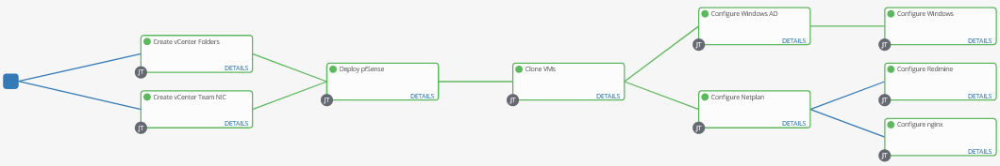 Create vCenter Folders
DETAILS
JT
Create vCenter Team NIC
DETAILS
JT
Deploy pfSense
DETAILS
JT
Clone VMs
DETAILS
JT
Configure Windows AD
DETAILS
JT
Configure Netplan
DETAILS
JT
Configure Windows
DETAILS
JT
Configure Redmine
DETAILS
JT
Configure nginx
DETAILS
JT